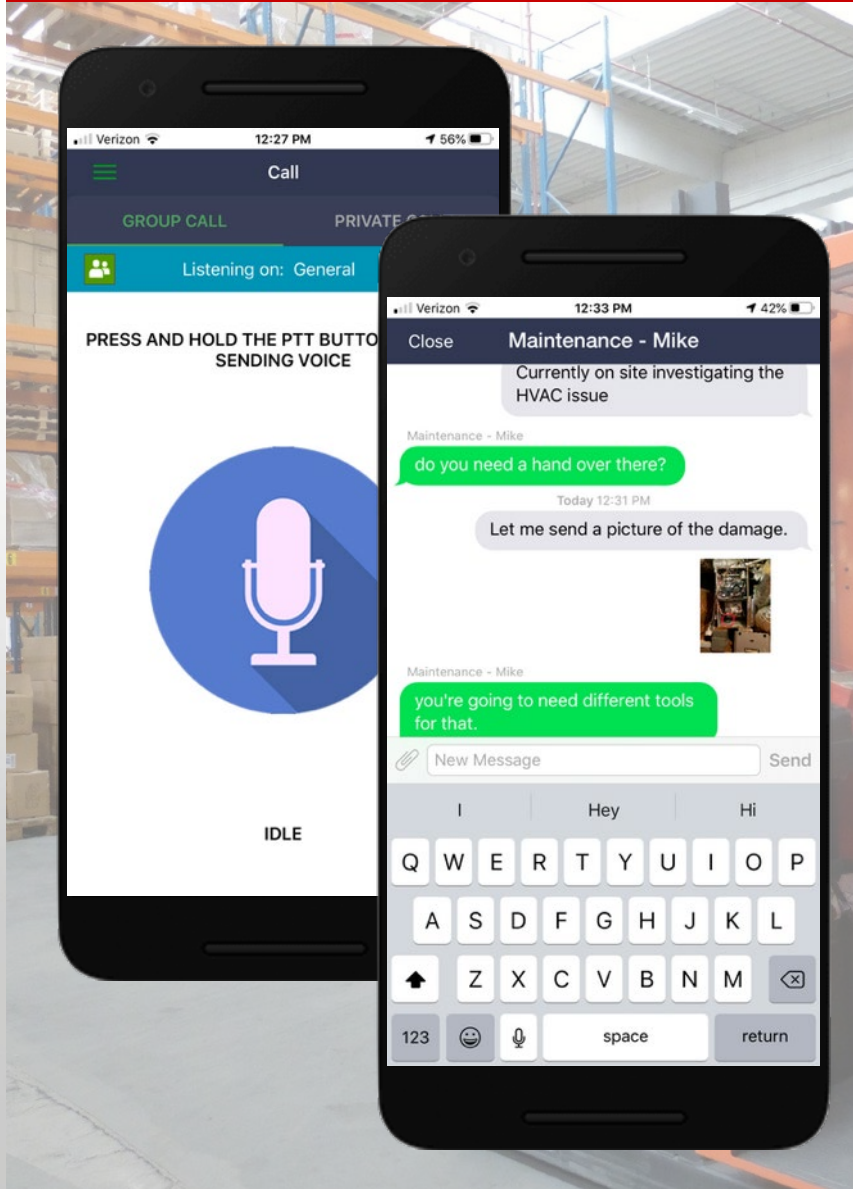 Verizon
12:27 PM
56%
Call
GROUP CALL
PRIVATE
Listening on: General
PRESS AND HOLD THE PTT
SENDING VOICE
IDLE
Verizon
12:33 PM
42%
Close
Maintenance - Mike
Currently on site investigating the
HVAC issue
Maintenance - Mike
do you need a hand over there?
Today 12:31 PM
Let me send a picture of the damage.
Maintenance - Mike
you're going to need different tools
for that.
New Message
Send
I
Hey
Hi
Q W E R T Y U I O P
A S D F G H J K L
Z X C V B N M
123
space
return